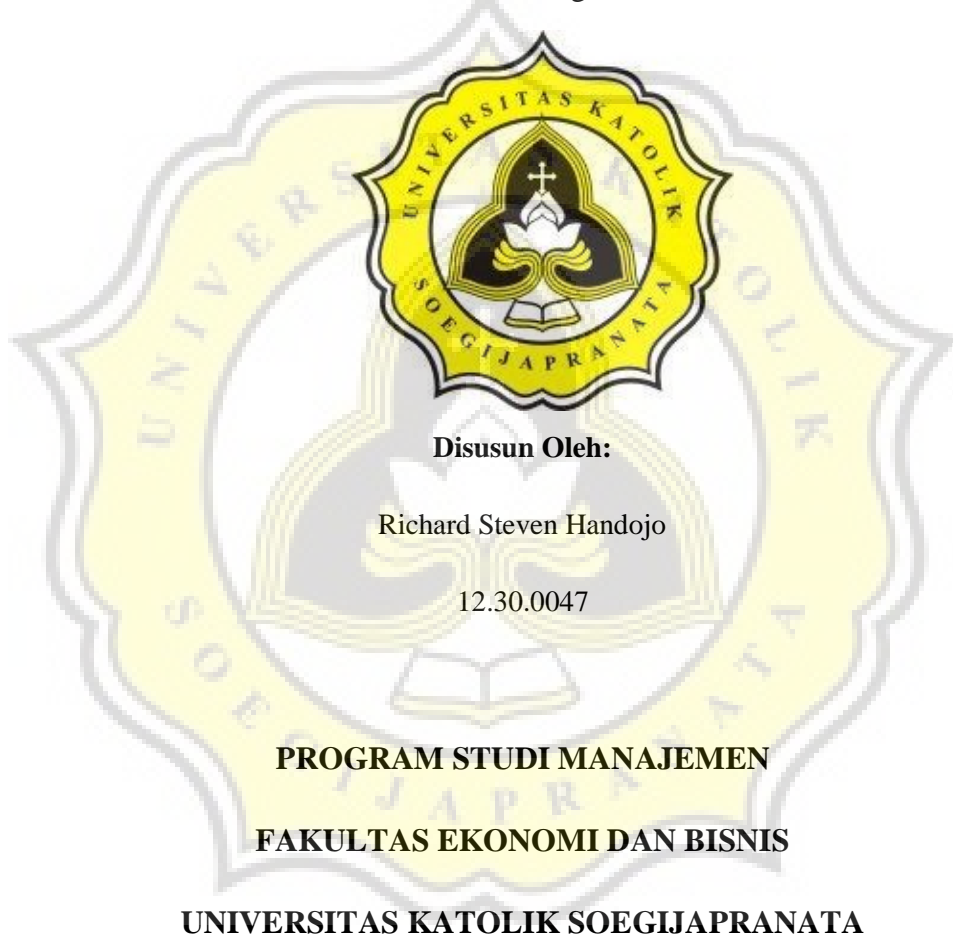 UNIVERSITAS KATOLIK
SOEGIJAPRANATA
Disusun Oleh:
Richard Steven Handojo
12.30.0047
PROGRAM STUDI MANAJEMEN
FAKULTAS EKONOMI DAN BISNIS
UNIVERSITAS KATOLIK SOEGIJAPRANATA